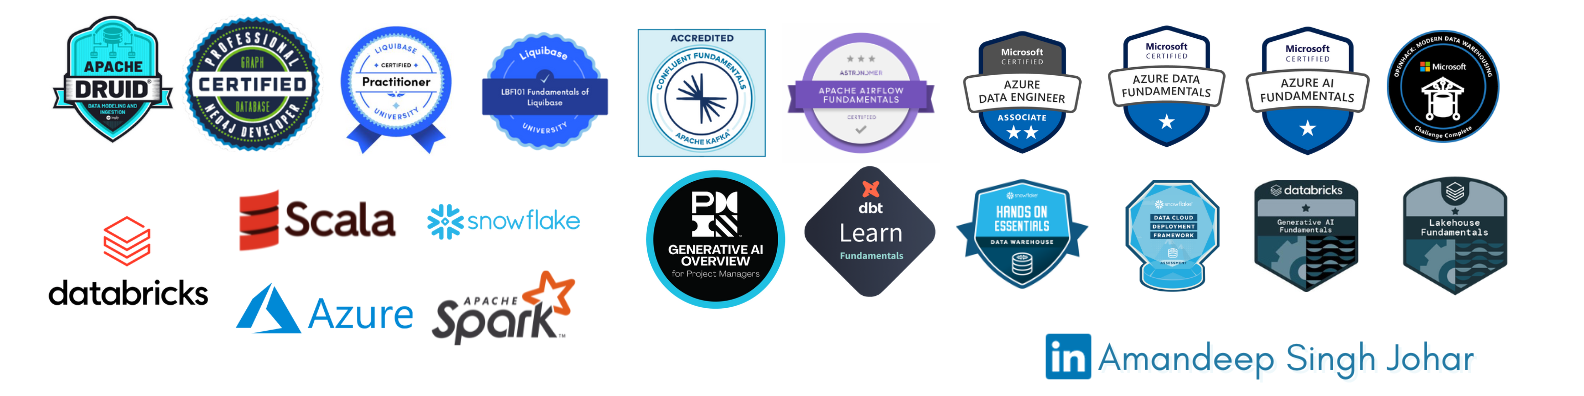 APACHE
DRUID
DATA MODELING AND
INGESTION
PROFESSIONAL
GRAPH
CERTIFIED
DATABASE
NEO4J DEVELOPER
LIQUIBASE
CERTIFIED
Practitioner
UNIVERSITY
Liquibase
LBF101 Fundamentals of
Liquibase
UNIVERSITY
ACCREDITED
CONFLUENT FUNDAMENTALS
APACHE KAFKA
ASTRONOMER
APACHE AIRFLOW
FUNDAMENTALS
CERTIFIED
Microsoft
CERTIFIED
AZURE
DATA ENGINEER
ASSOCIATE
Microsoft
CERTIFIED
AZURE DATA
FUNDAMENTALS
Microsoft
CERTIFIED
AZURE AI
FUNDAMENTALS
OPENHACK: MODERN DATA WAREHOUSING
Microsoft
Challenge Complete
databricks
Scala
snowflake
Azure
APACHE
Spark™
GENERATIVE AI
OVERVIEW
for Project Managers
dbt
Learn
Fundamentals
snowflake
HANDS ON
ESSENTIALS
DATA WAREHOUSE
snowflake
DATA CLOUD
DEPLOYMENT
FRAMEWORK
databricks
Generative AI
Fundamentals
Lakehouse
Fundamentals
in Amandeep Singh Johar